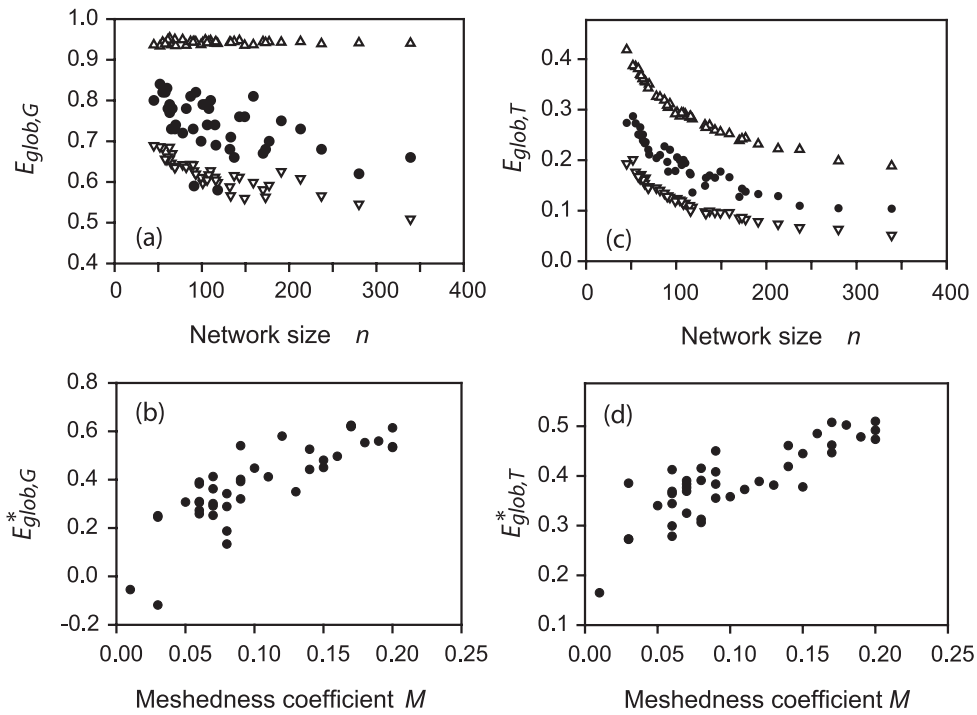 1.0
0.9
0.8
0.7
0.6
0.5
0.4
E_glob,G
(a)
0 100 200 300 400
Network size n
0.4
0.3
0.2
0.1
0.0
E_glob,T
(c)
0 100 200 300 400
Network size n
0.8
0.6
0.4
0.2
0.0
-0.2
E*_glob,G
(b)
0.00 0.05 0.10 0.15 0.20 0.25
Meshedness coefficient M
0.5
0.4
0.3
0.2
0.1
E*_glob,T
(d)
0.00 0.05 0.10 0.15 0.20 0.25
Meshedness coefficient M